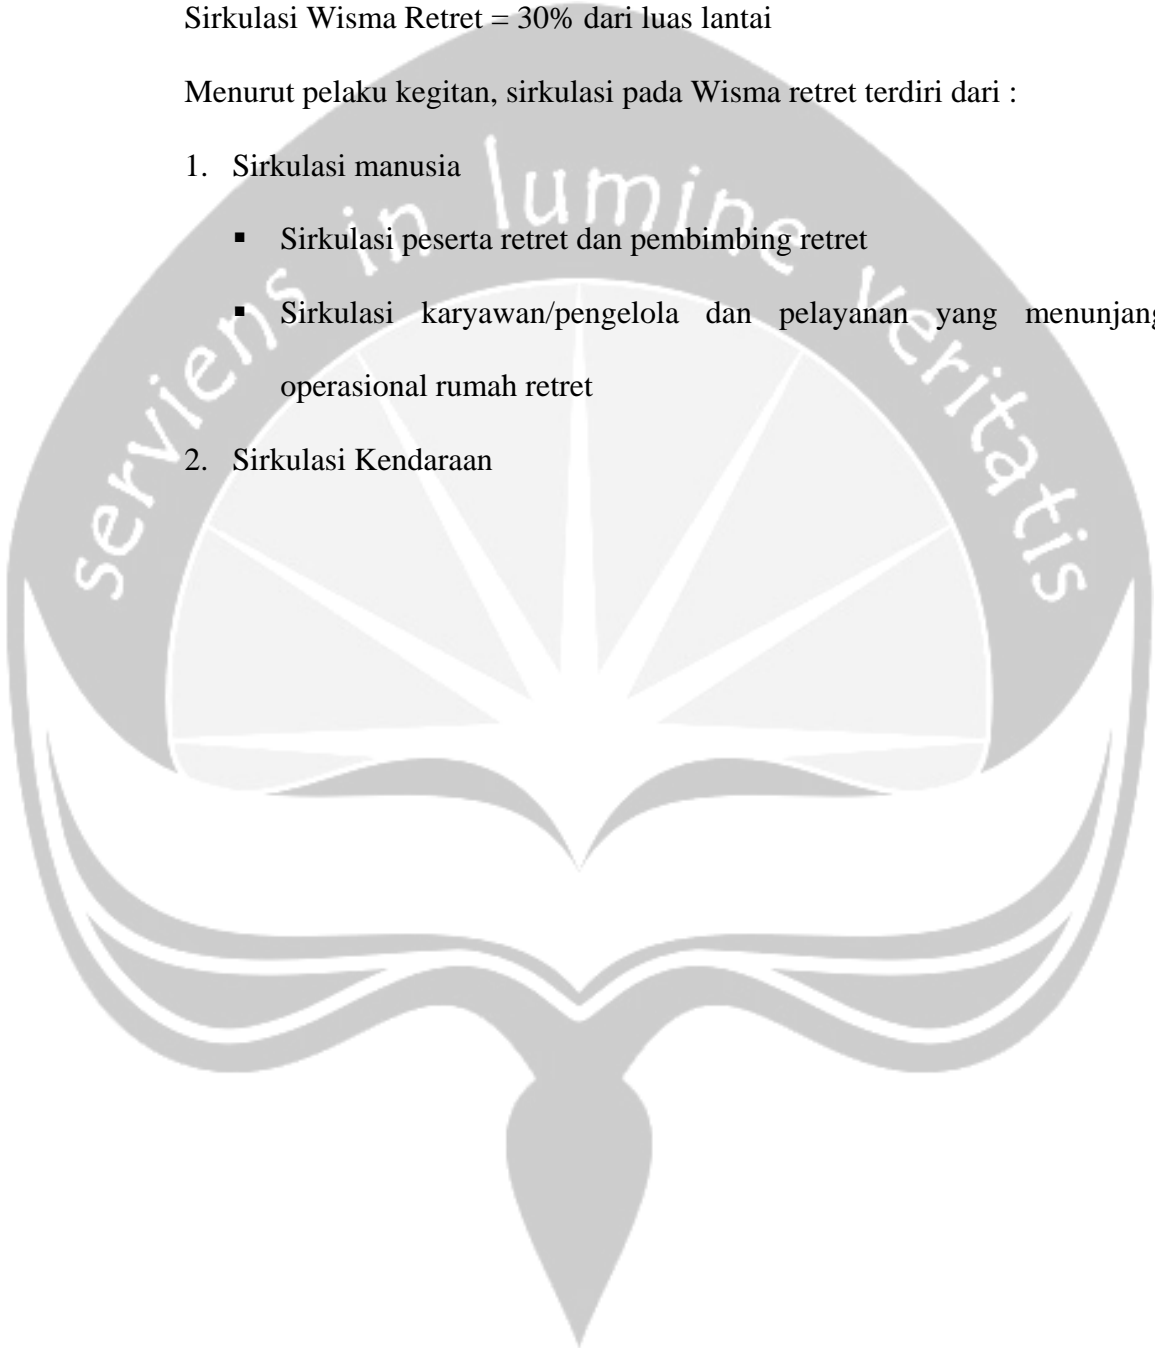 Sirkulasi Wisma Retret = 30% dari luas lantai
Menurut pelaku kegitan, sirkulasi pada Wisma retret terdiri dari :
1. Sirkulasi manusia
▪ Sirkulasi peserta retret dan pembimbing retret
▪ Sirkulasi karyawan/pengelola dan pelayanan yang menunjang
operasional rumah retret
2. Sirkulasi Kendaraan
serviens in lumine veritatis